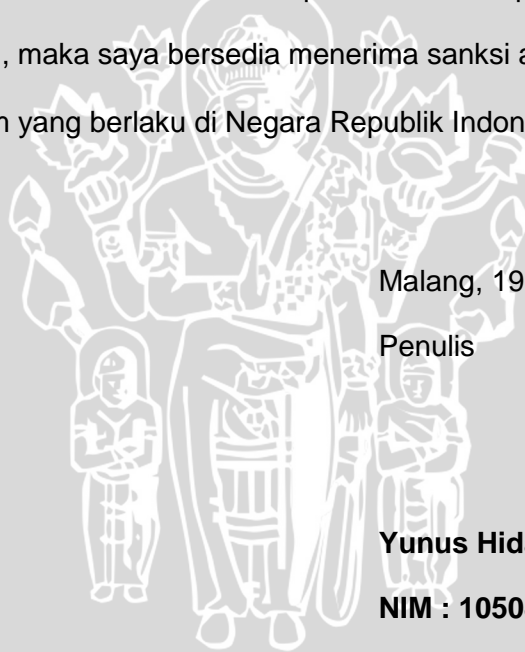 , maka saya bersedia menerima sanksi
yang berlaku di Negara Republik Indon
Malang, 19
Penulis
Yunus Hid
NIM : 1050